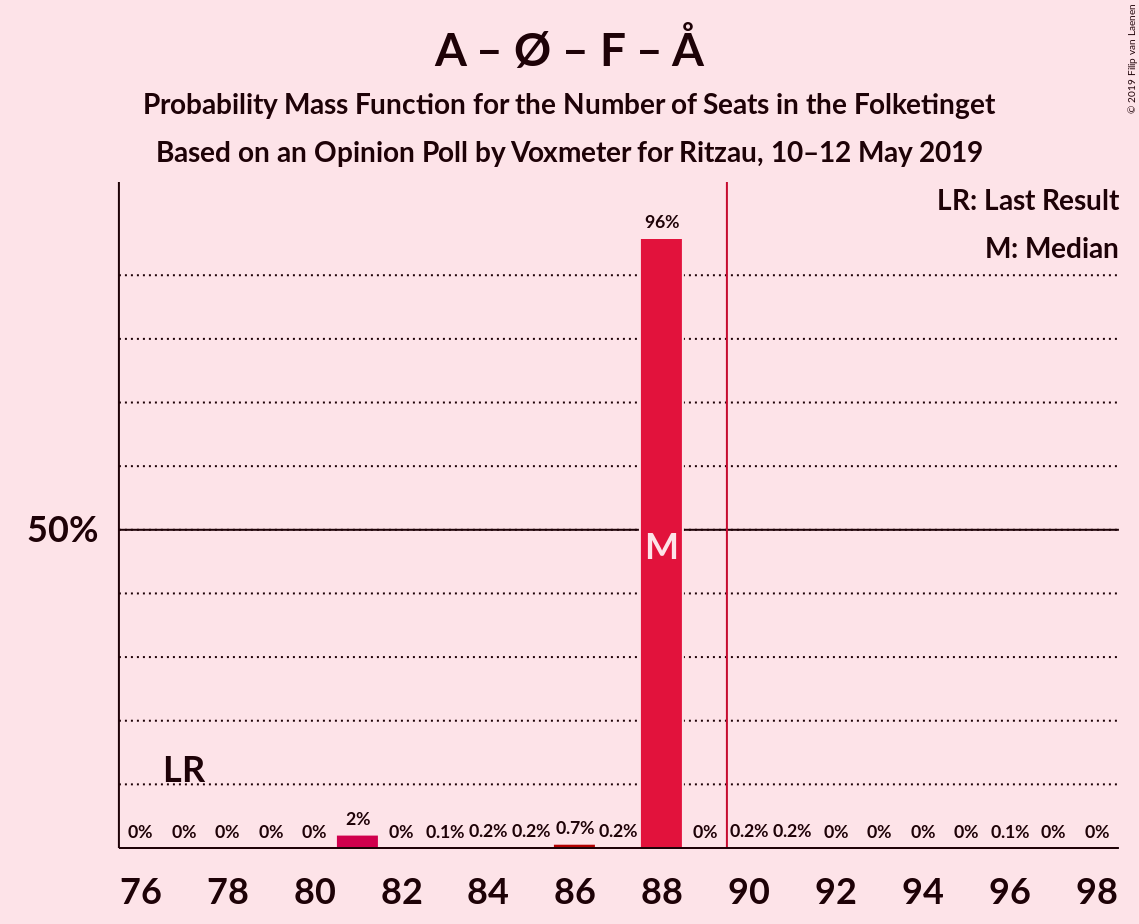 A – Ø – F – Å
Probability Mass Function for the Number of Seats in the Folketinget
Based on an Opinion Poll by Voxmeter for Ritzau, 10–12 May 2019
© 2019 Filip van Laenen
LR: Last Result
M: Median
96%
50%
M
LR
0% 0% 0% 0% 0% 2% 0% 0.1% 0.2% 0.2% 0.7% 0.2% 0% 0.2% 0.2% 0% 0% 0% 0% 0.1% 0% 0%
76 78 80 82 84 86 88 90 92 94 96 98